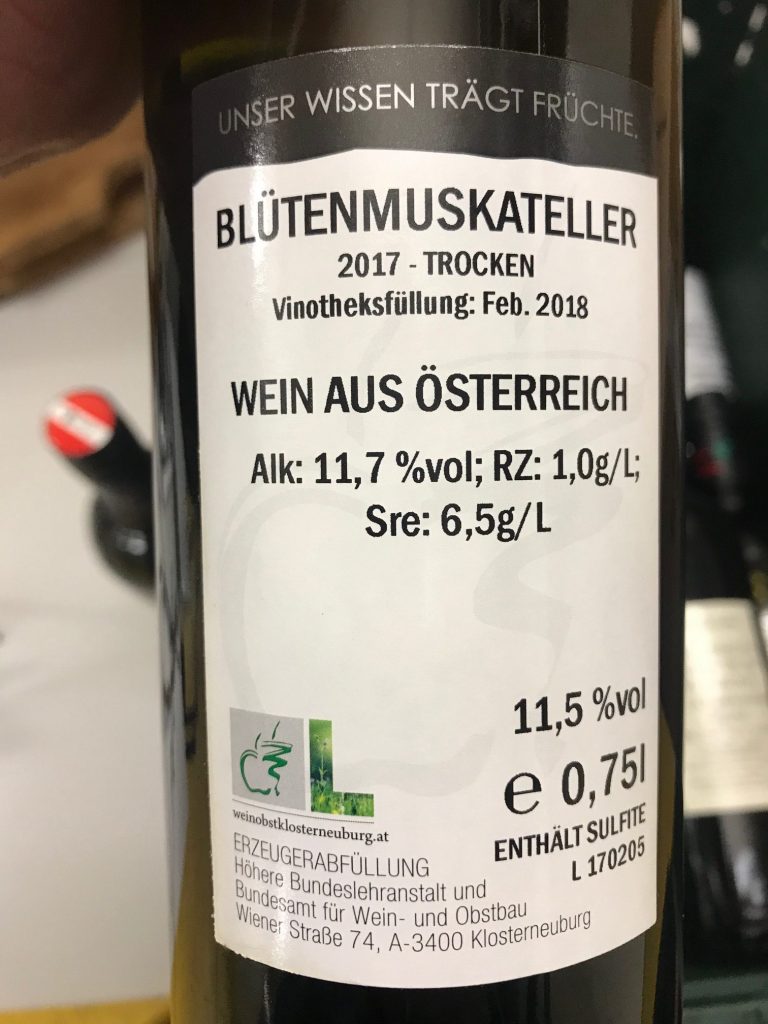 UNSER WISSEN TRÄGT FRÜCHTE.
BLÜTENMUSKATELLER
2017 - TROCKEN
Vinotheksfüllung: Feb. 2018
WEIN AUS ÖSTERREICH
Alk: 11,7 %vol; RZ: 1,0g/L;
Sre: 6,5g/L
11,5 %vol
e 0,75l
ENTHÄLT SULFITE
L 170205
L
weinobstklosterneuburg.at
ERZEUGERABFÜLLUNG
Höhere Bundeslehranstalt und
Bundesamt für Wein- und Obstbau
Wiener Straße 74, A-3400 Klosterneuburg